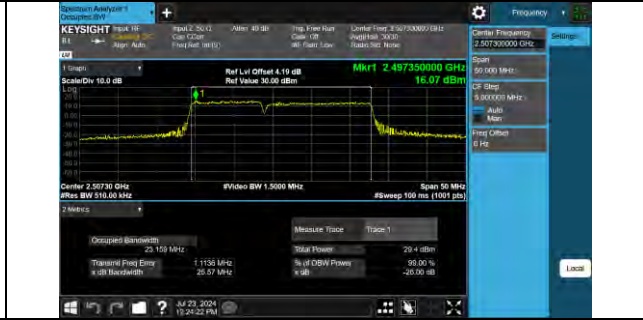 Spectrum Analyzer 1
Occupied BW
+
Frequency
KEYSIGHT Input: RF
Input Z: 50 Ω Atten: 40 dB Trig: Free Run Center Freq: 2.507300000 GHz
Align: Auto
Gate: Off
Radio Std: None
Center Frequency
2.507300000 GHz
Settings
Span
50.000 MHz
CF Step
5.000000 MHz
Auto
Man
Freq Offset
0 Hz
1 Graph
Scale/Div 10.0 dB
Ref Lvl Offset 4.19 dB
Ref Value 30.00 dBm
Mkr1 2.497350000 GHz
16.07 dBm
Log
1
Center 2.50730 GHz
#Video BW 1.5000 MHz
Span 50 MHz
#Res BW 510.00 kHz
#Sweep 100 ms (1001 pts)
2 Metrics
Measure Trace Trace 1
Occupied Bandwidth
23.159 MHz
Total Power 29.4 dBm
Transmit Freq Error 1.1136 MHz
% of OBW Power 99.00 %
x dB Bandwidth 26.57 MHz
x dB -26.00 dB
Local
?
Jul 23, 2024